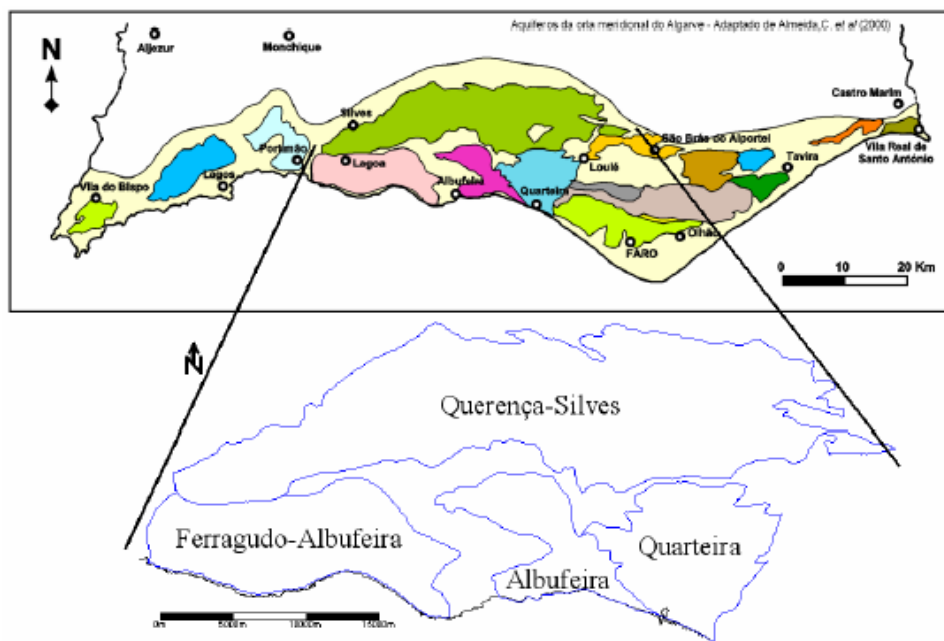 Aquíferos da orla meridional do Algarve - Adaptado de Almeida,C. et al (2000)
N
Aljezur
Monchique
Castro Marim
Silves
São Brás do Alportel
Vila Real de
Santo António
Portimão
Lagoa
Loulé
Tavira
Vila do Bispo
Lagos
Albufeira
Quarteira
Olhão
FARO
0 10 20 Km
N
Querença-Silves
Ferragudo-Albufeira
Quarteira
Albufeira
0m 5000m 10000m 15000m